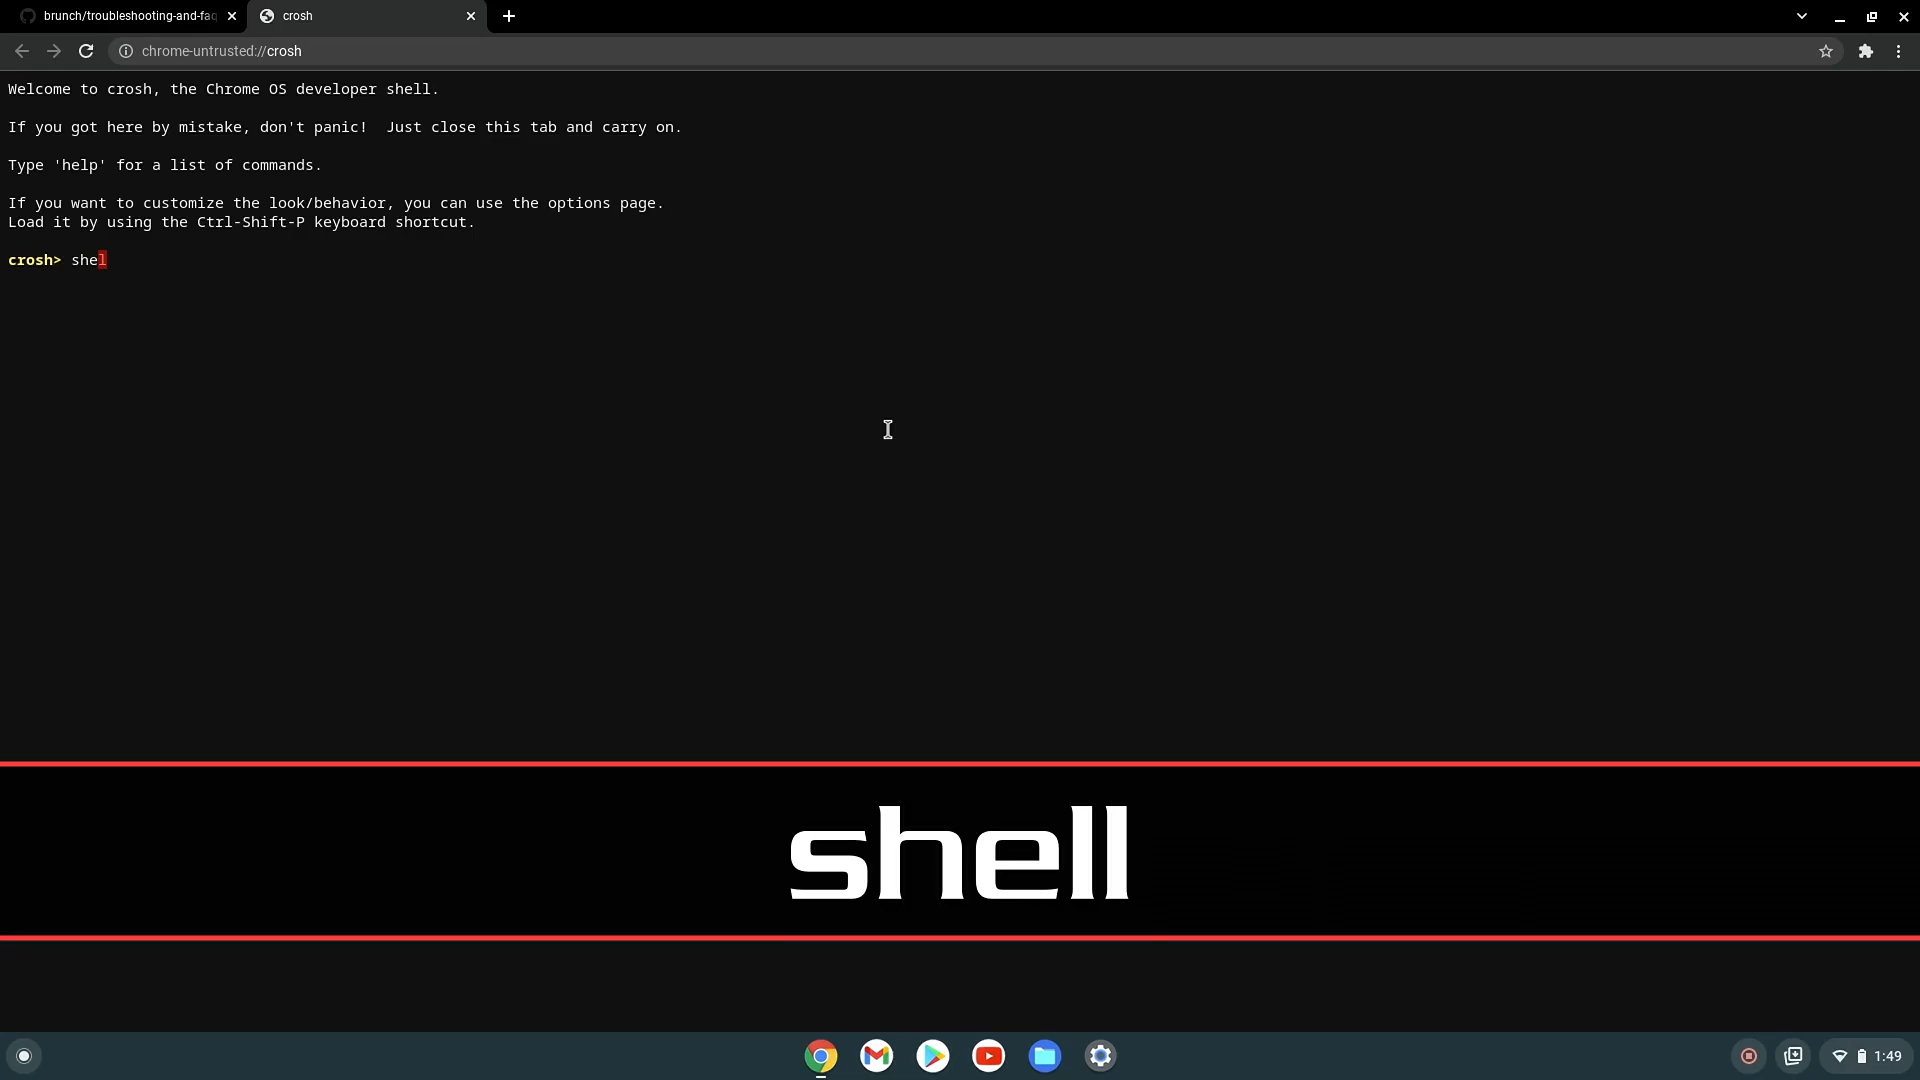 brunch/troubleshooting-and-faq
crosh
chrome-untrusted://crosh
Welcome to crosh, the Chrome OS developer shell.
If you got here by mistake, don't panic!  Just close this tab and carry on.
Type 'help' for a list of commands.
If you want to customize the look/behavior, you can use the options page.
Load it by using the Ctrl-Shift-P keyboard shortcut.
crosh> shel
shell
1:49